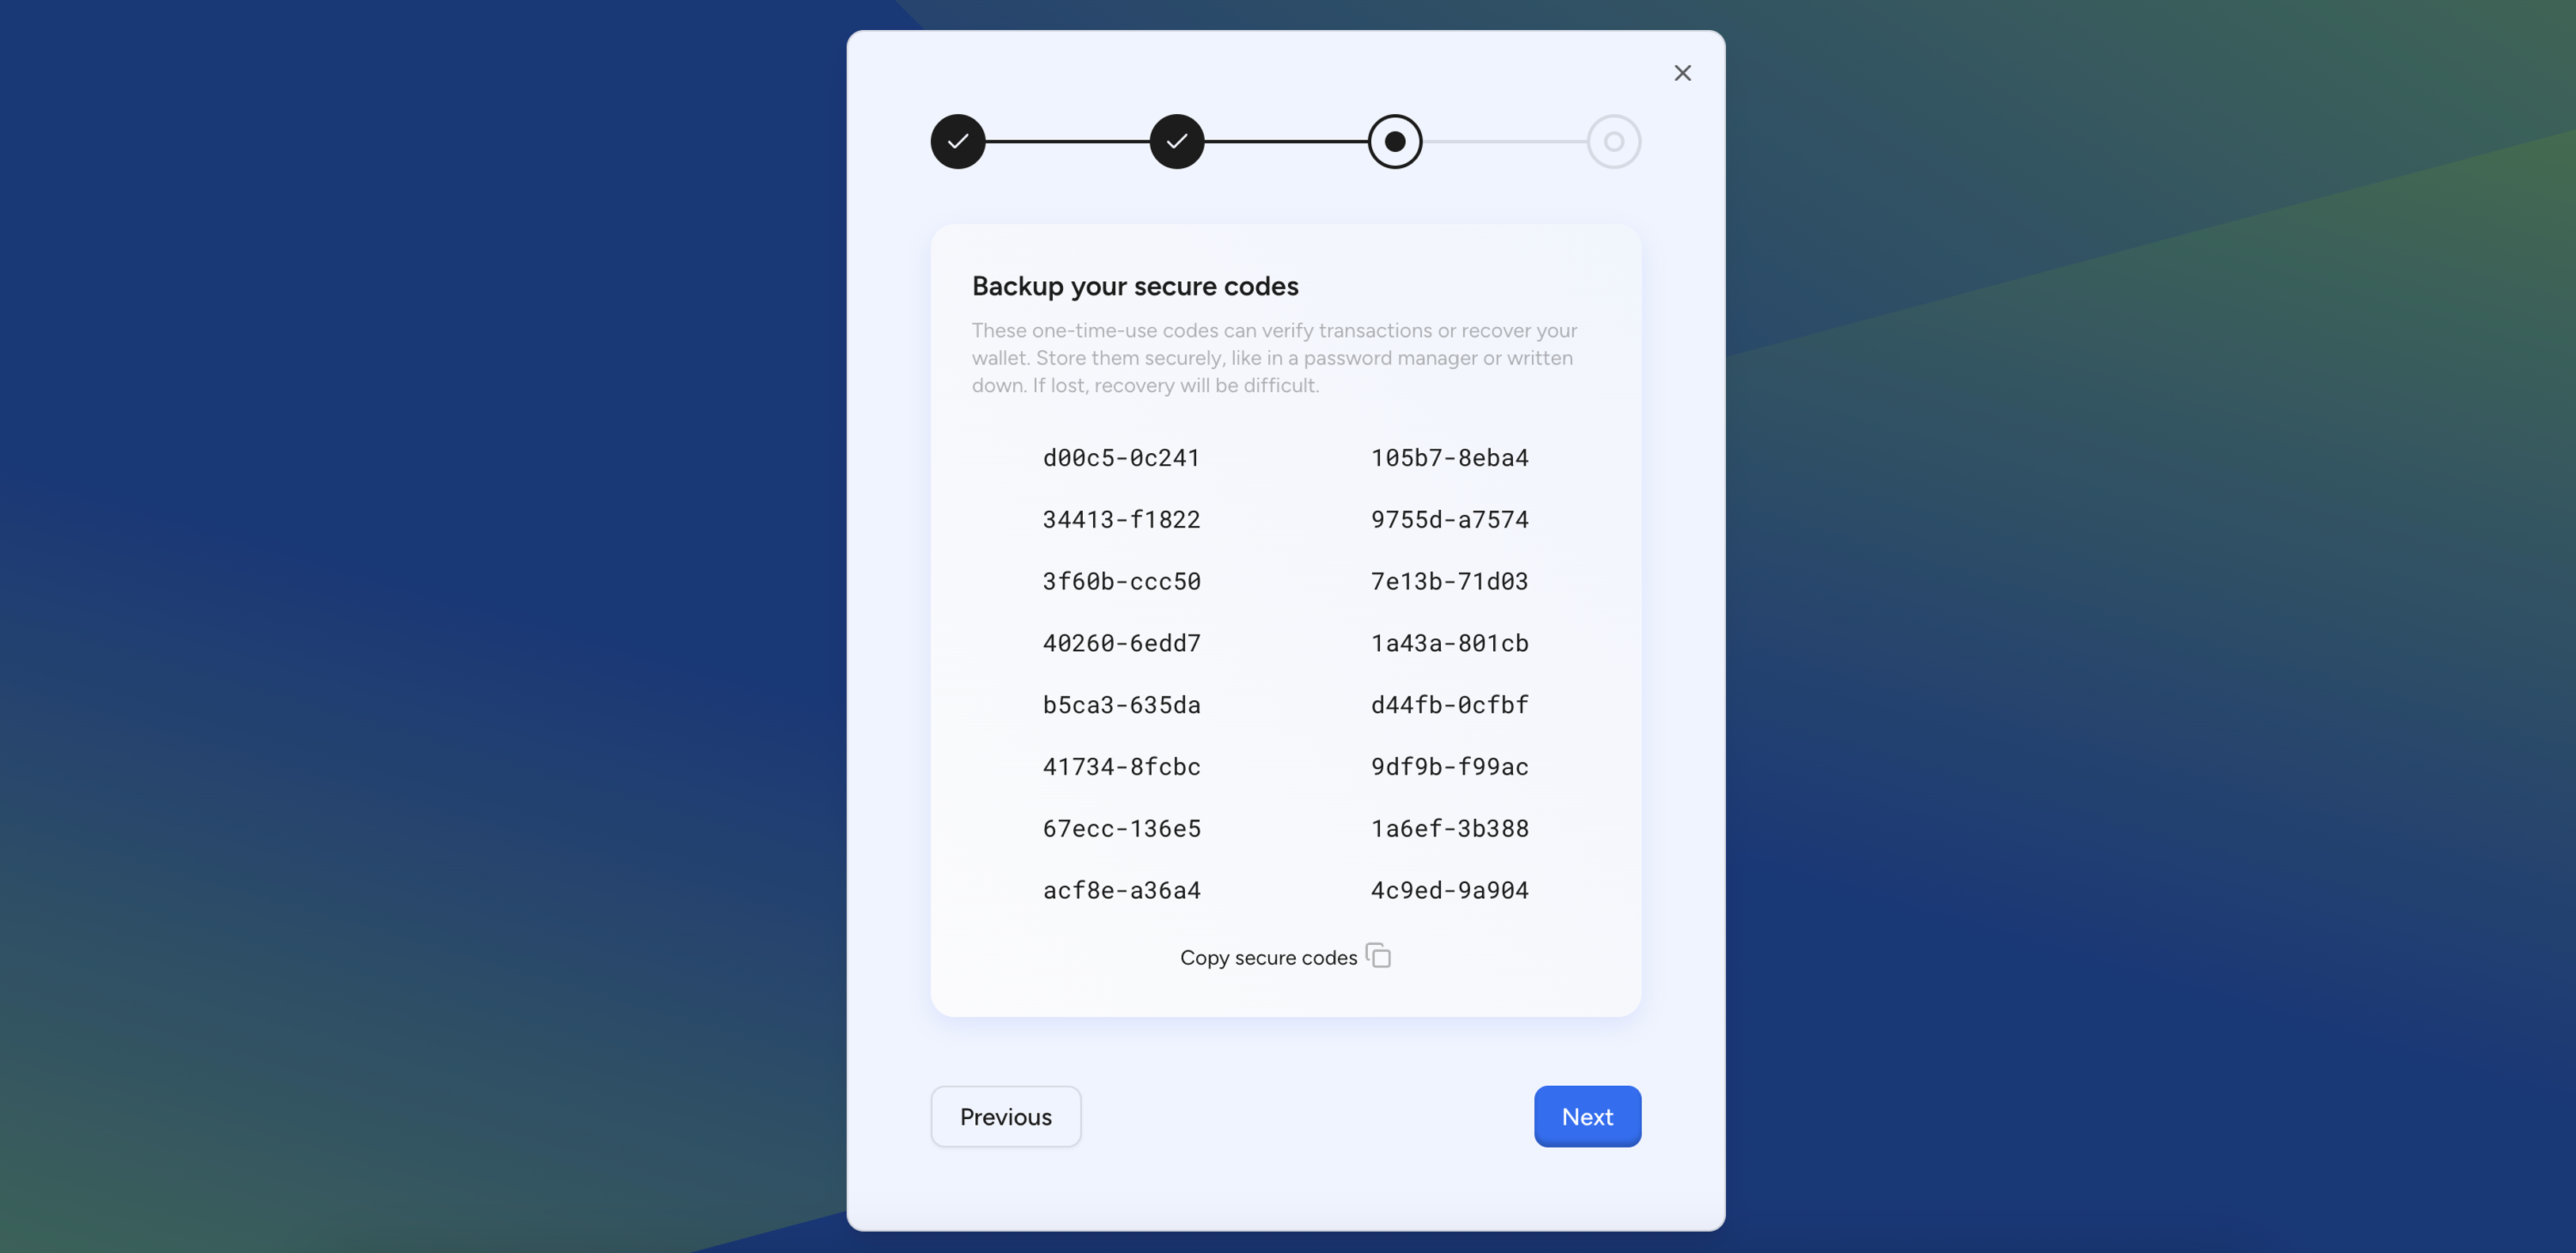 Backup your secure codes
These one-time-use codes can verify transactions or recover your
wallet. Store them securely, like in a password manager or written
down. If lost, recovery will be difficult.
d00c5-0c241 105b7-8eba4
34413-f1822 9755d-a7574
3f60b-ccc50 7e13b-71d03
40260-6edd7 1a43a-801cb
b5ca3-635da d44fb-0cfbf
41734-8fcbc 9df9b-f99ac
67ecc-136e5 1a6ef-3b388
acf8e-a36a4 4c9ed-9a904
Copy secure codes
Previous Next